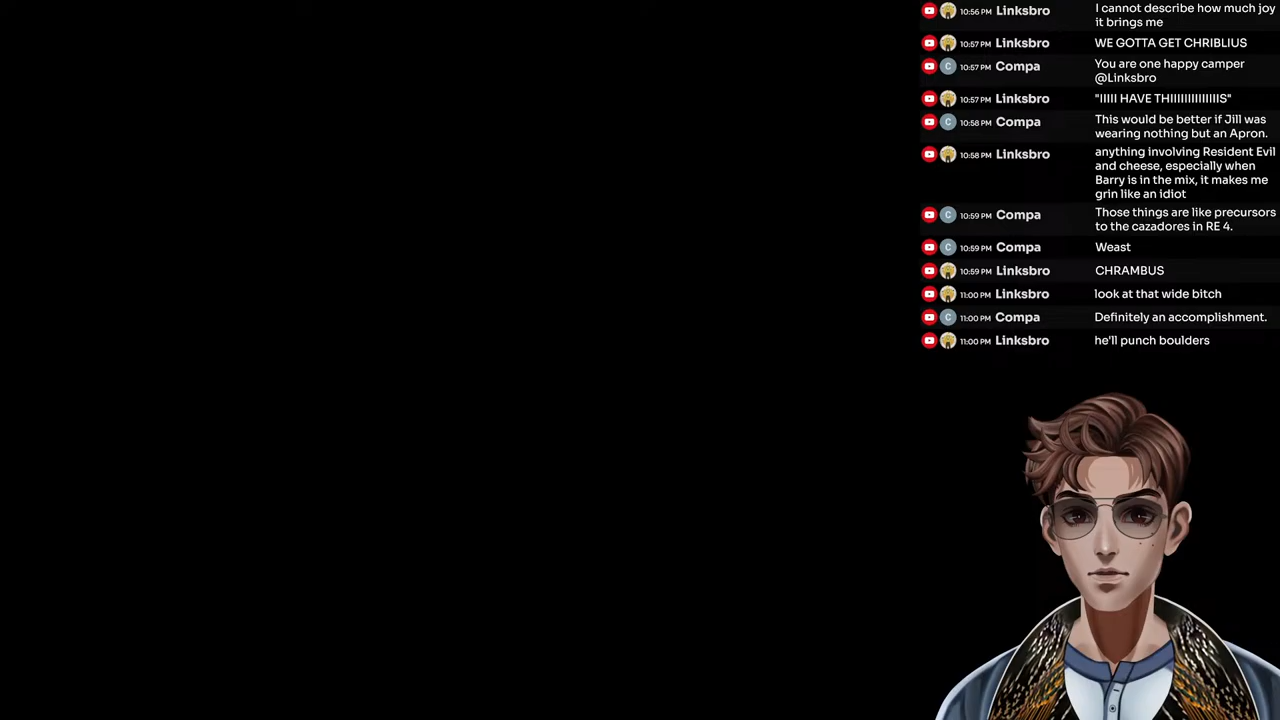 I cannot describe how much joy
10:56 PM Linksbro it brings me
10:57 PM Linksbro WE GOTTA GET CHRIBLIUS
10:57 PM Compa You are one happy camper
@Linksbro
10:57 PM Linksbro "IIIII HAVE THIIIIIIIIIIIIIS"
10:58 PM Compa This would be better if Jill was
wearing nothing but an Apron.
10:58 PM Linksbro anything involving Resident Evil
and cheese, especially when
Barry is in the mix, it makes me
grin like an idiot
10:59 PM Compa Those things are like precursors
to the cazadores in RE 4.
10:59 PM Compa Weast
10:59 PM Linksbro CHRAMBUS
11:00 PM Linksbro look at that wide bitch
11:00 PM Compa Definitely an accomplishment.
11:00 PM Linksbro he'll punch boulders